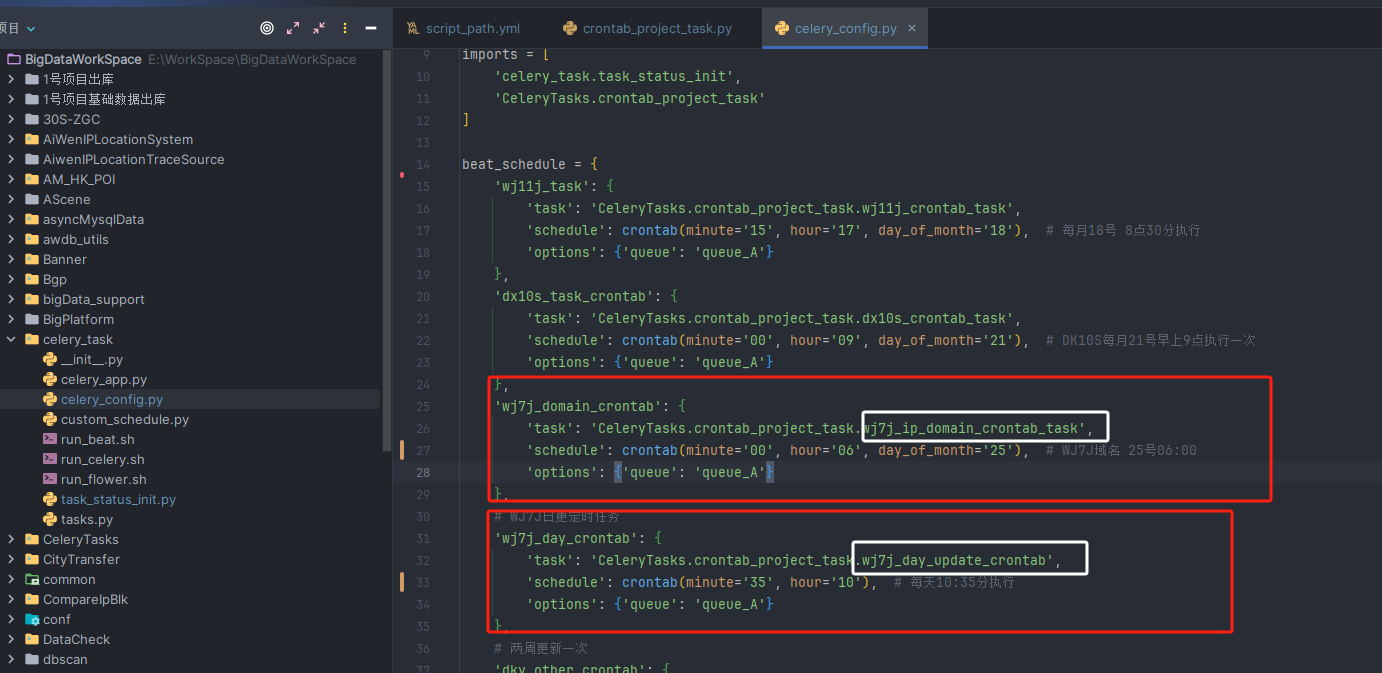 项目
script_path.yml
crontab_project_task.py
celery_config.py
BigDataWorkSpace E:\WorkSpace\BigDataWorkSpace
1号项目出库
1号项目基础数据出库
30S-ZGC
AiWenIPLocationSystem
AiwenIPLocationTraceSource
AM_HK_POI
AScene
asyncMysqlData
awdb_utils
Banner
Bgp
bigData_support
BigPlatform
celery_task
__init__.py
celery_app.py
celery_config.py
custom_schedule.py
run_beat.sh
run_celery.sh
run_flower.sh
task_status_init.py
tasks.py
CeleryTasks
CityTransfer
common
CompareIpBlk
conf
DataCheck
dbscan
9 imports = [
10 'celery_task.task_status_init',
11 'CeleryTasks.crontab_project_task'
12 ]
13
14 beat_schedule = {
15 'wj11j_task': {
16 'task': 'CeleryTasks.crontab_project_task.wj11j_crontab_task',
17 'schedule': crontab(minute='15', hour='17', day_of_month='18'), # 每月18号 8点30分执行
18 'options': {'queue': 'queue_A'}
19 },
20 'dx10s_task_crontab': {
21 'task': 'CeleryTasks.crontab_project_task.dx10s_crontab_task',
22 'schedule': crontab(minute='00', hour='09', day_of_month='21'), # DK10S每月21号早上9点执行一次
23 'options': {'queue': 'queue_A'}
24 },
25 'wj7j_domain_crontab': {
26 'task': 'CeleryTasks.crontab_project_task.wj7j_ip_domain_crontab_task',
27 'schedule': crontab(minute='00', hour='06', day_of_month='25'), # WJ7J域名 25号06:00
28 'options': {'queue': 'queue_A'}
29 },
30 # WJ7J日更定时任务
31 'wj7j_day_crontab': {
32 'task': 'CeleryTasks.crontab_project_task.wj7j_day_update_crontab',
33 'schedule': crontab(minute='35', hour='10'), # 每天10:35分执行
34 'options': {'queue': 'queue_A'}
35 },
36 # 两周更新一次
37 'dky_other_crontab': {